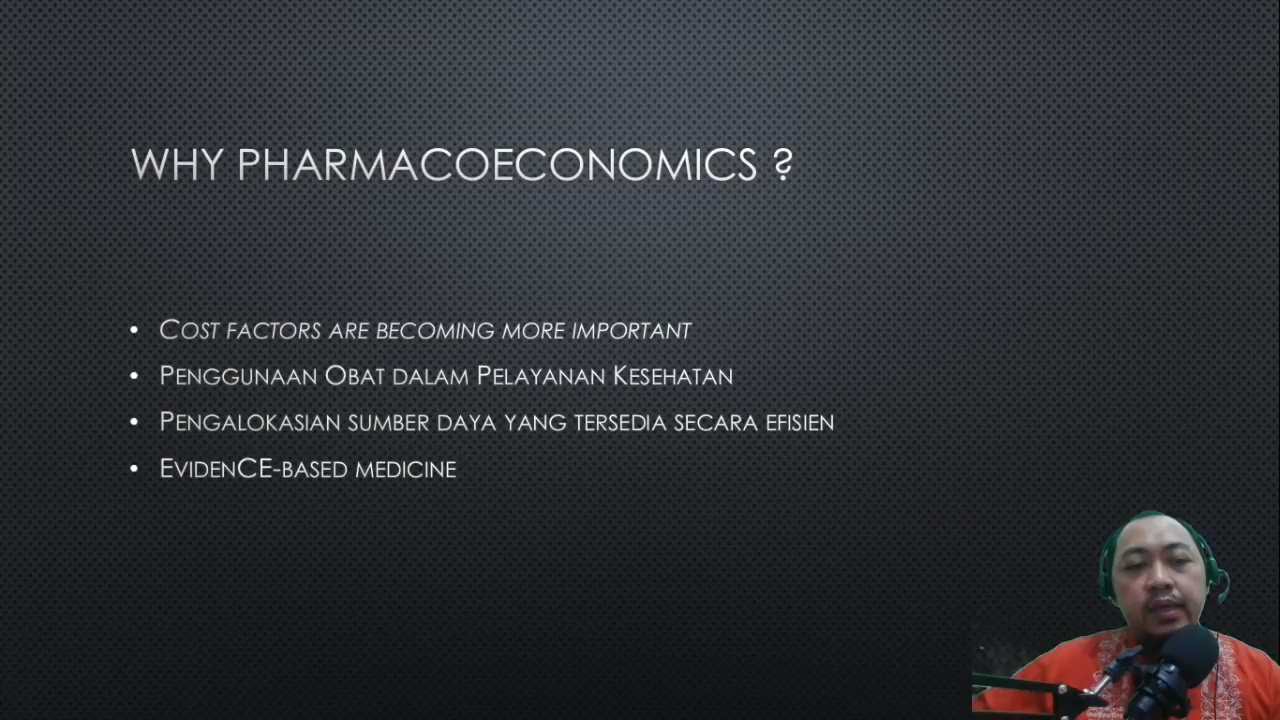 WHY PHARMACOECONOMICS ?
• COST FACTORS ARE BECOMING MORE IMPORTANT
• PENGGUNAAN OBAT DALAM PELAYANAN KESEHATAN
• PENGALOKASIAN SUMBER DAYA YANG TERSEDIA SECARA EFISIEN
• EVIDENCE-BASED MEDICINE